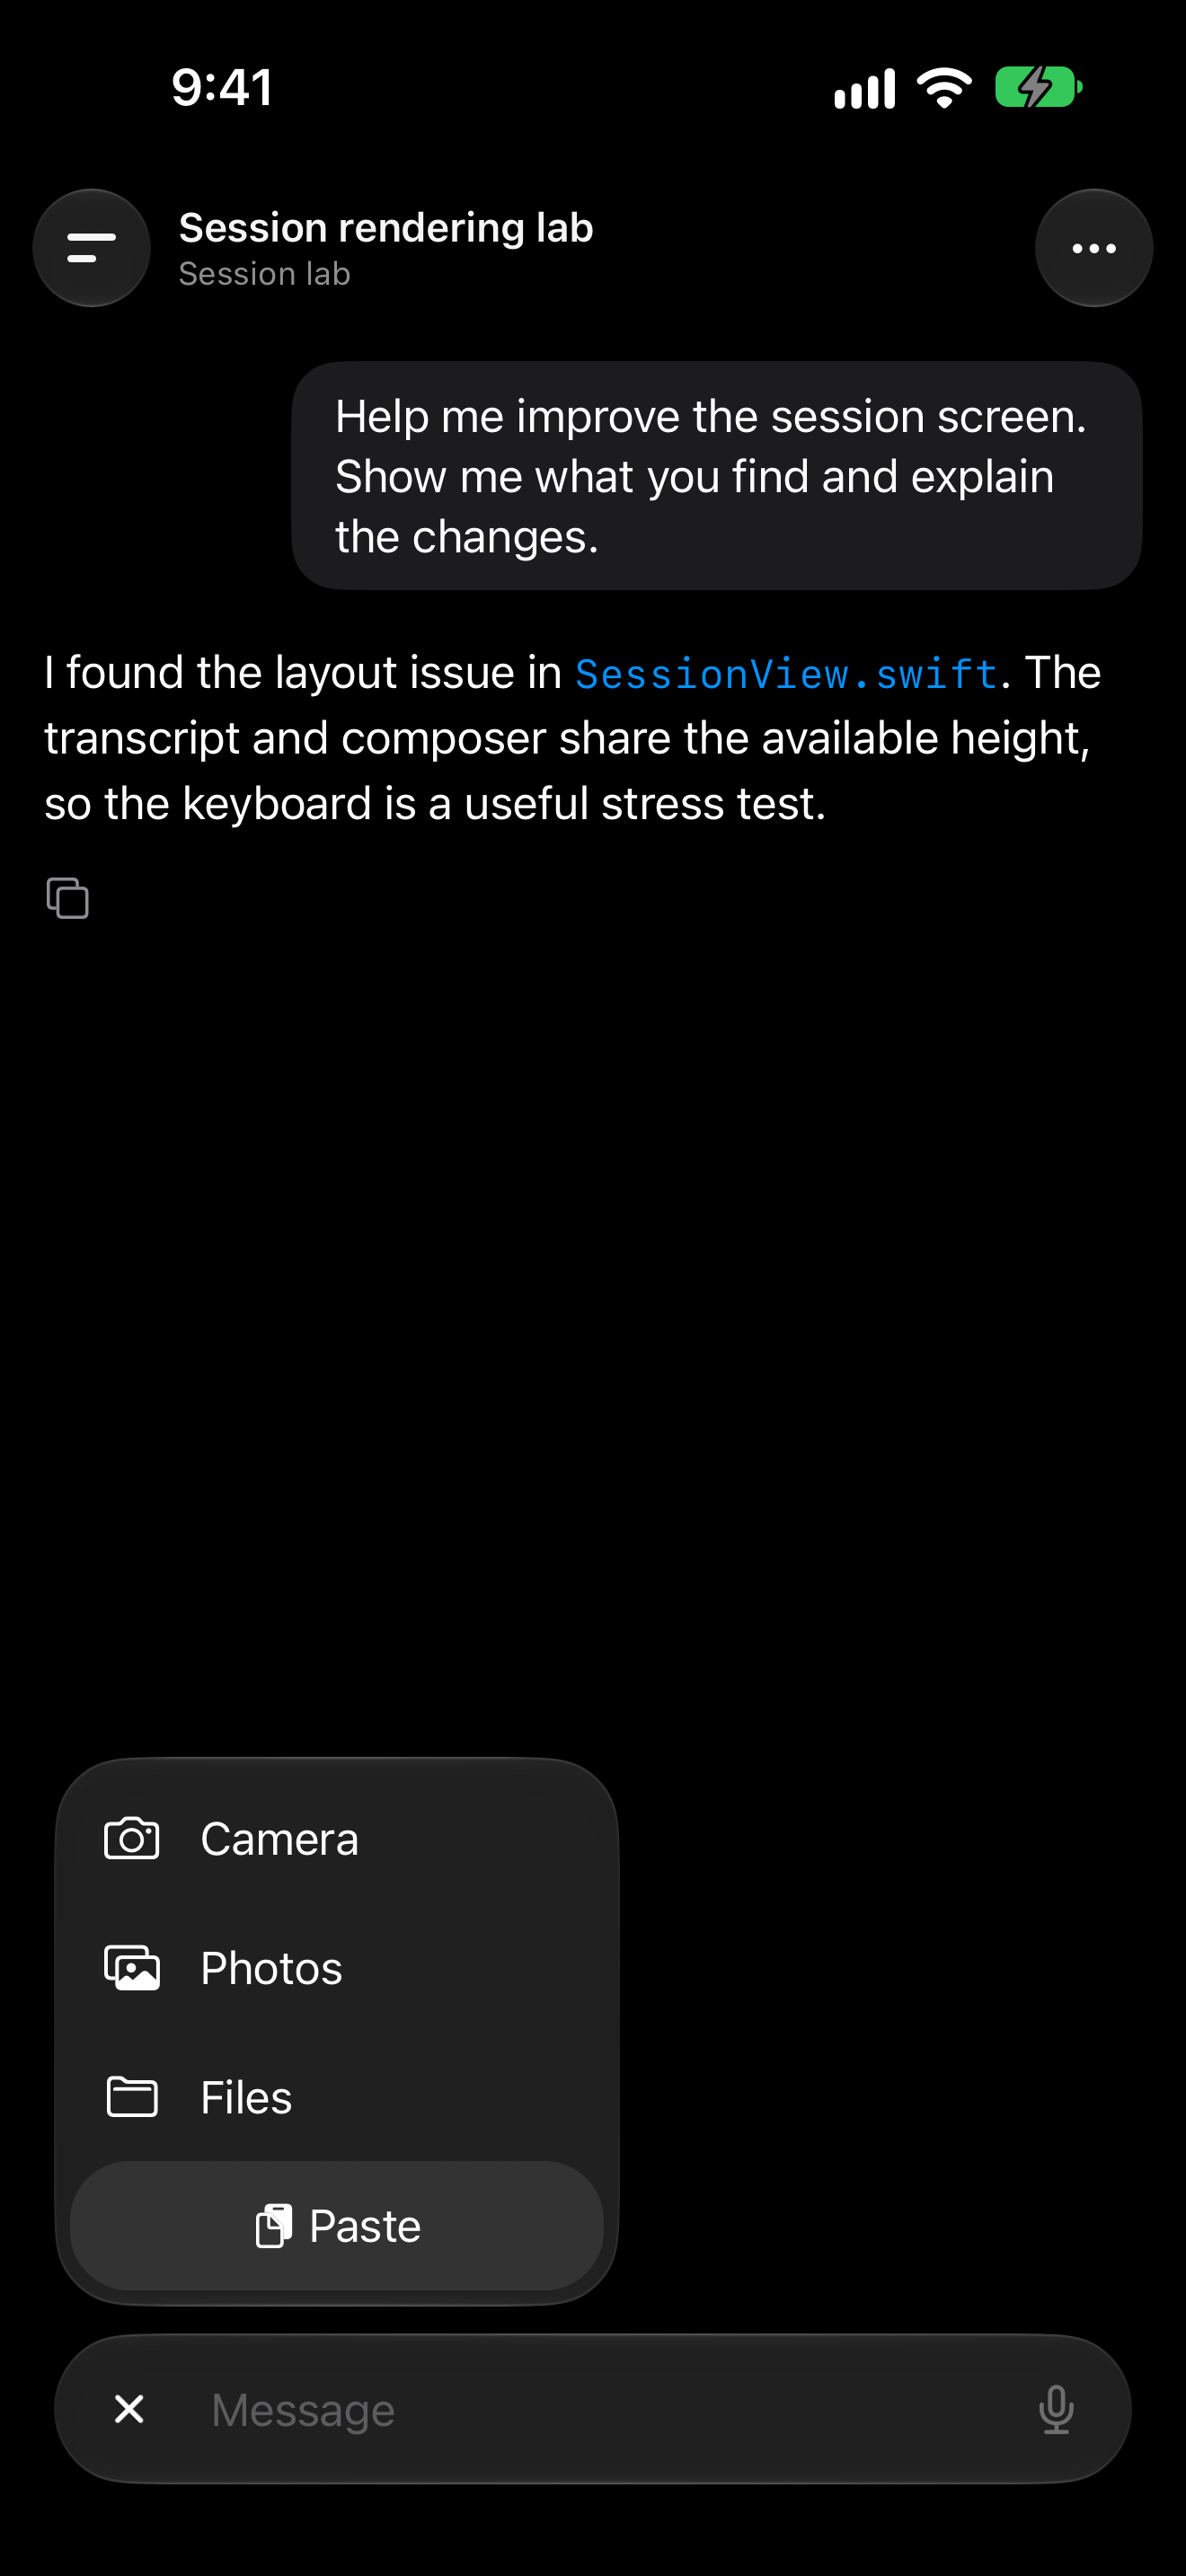 9:41
Session rendering lab
Session lab
Help me improve the session screen.
Show me what you find and explain
the changes.
I found the layout issue in SessionView.swift. The
transcript and composer share the available height,
so the keyboard is a useful stress test.
Camera
Photos
Files
Paste
Message